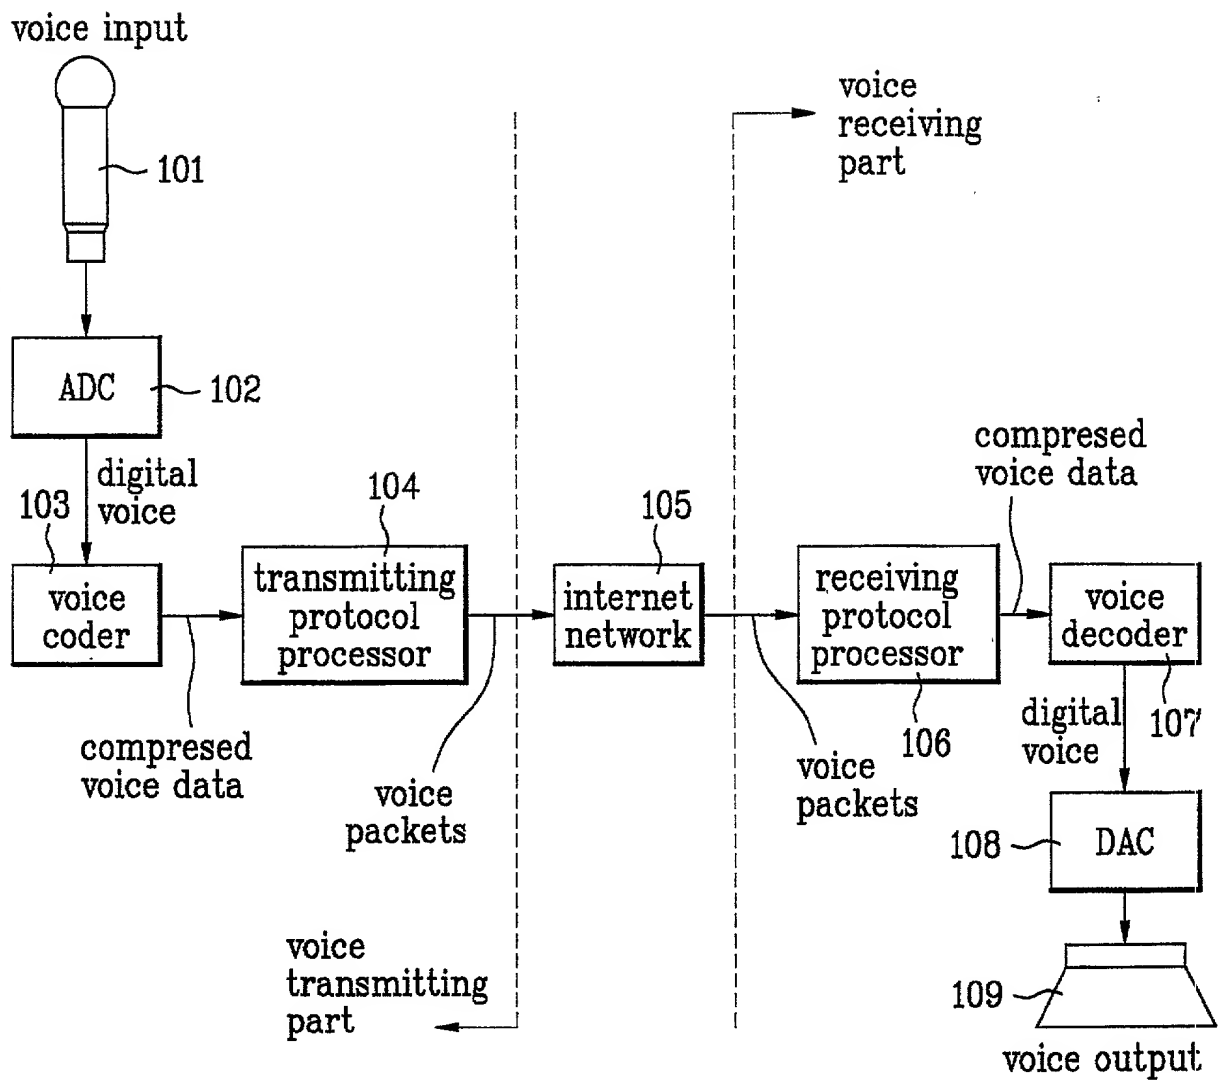 voice input
101
ADC
102
digital
voice
103
voice
coder
compresed
voice data
104
transmitting
protocol
processor
voice
packets
voice
transmitting
part
105
internet
network
voice
receiving
part
receiving
protocol
processor
106
voice
packets
compresed
voice data
voice
decoder
107
digital
voice
108
DAC
109
voice output